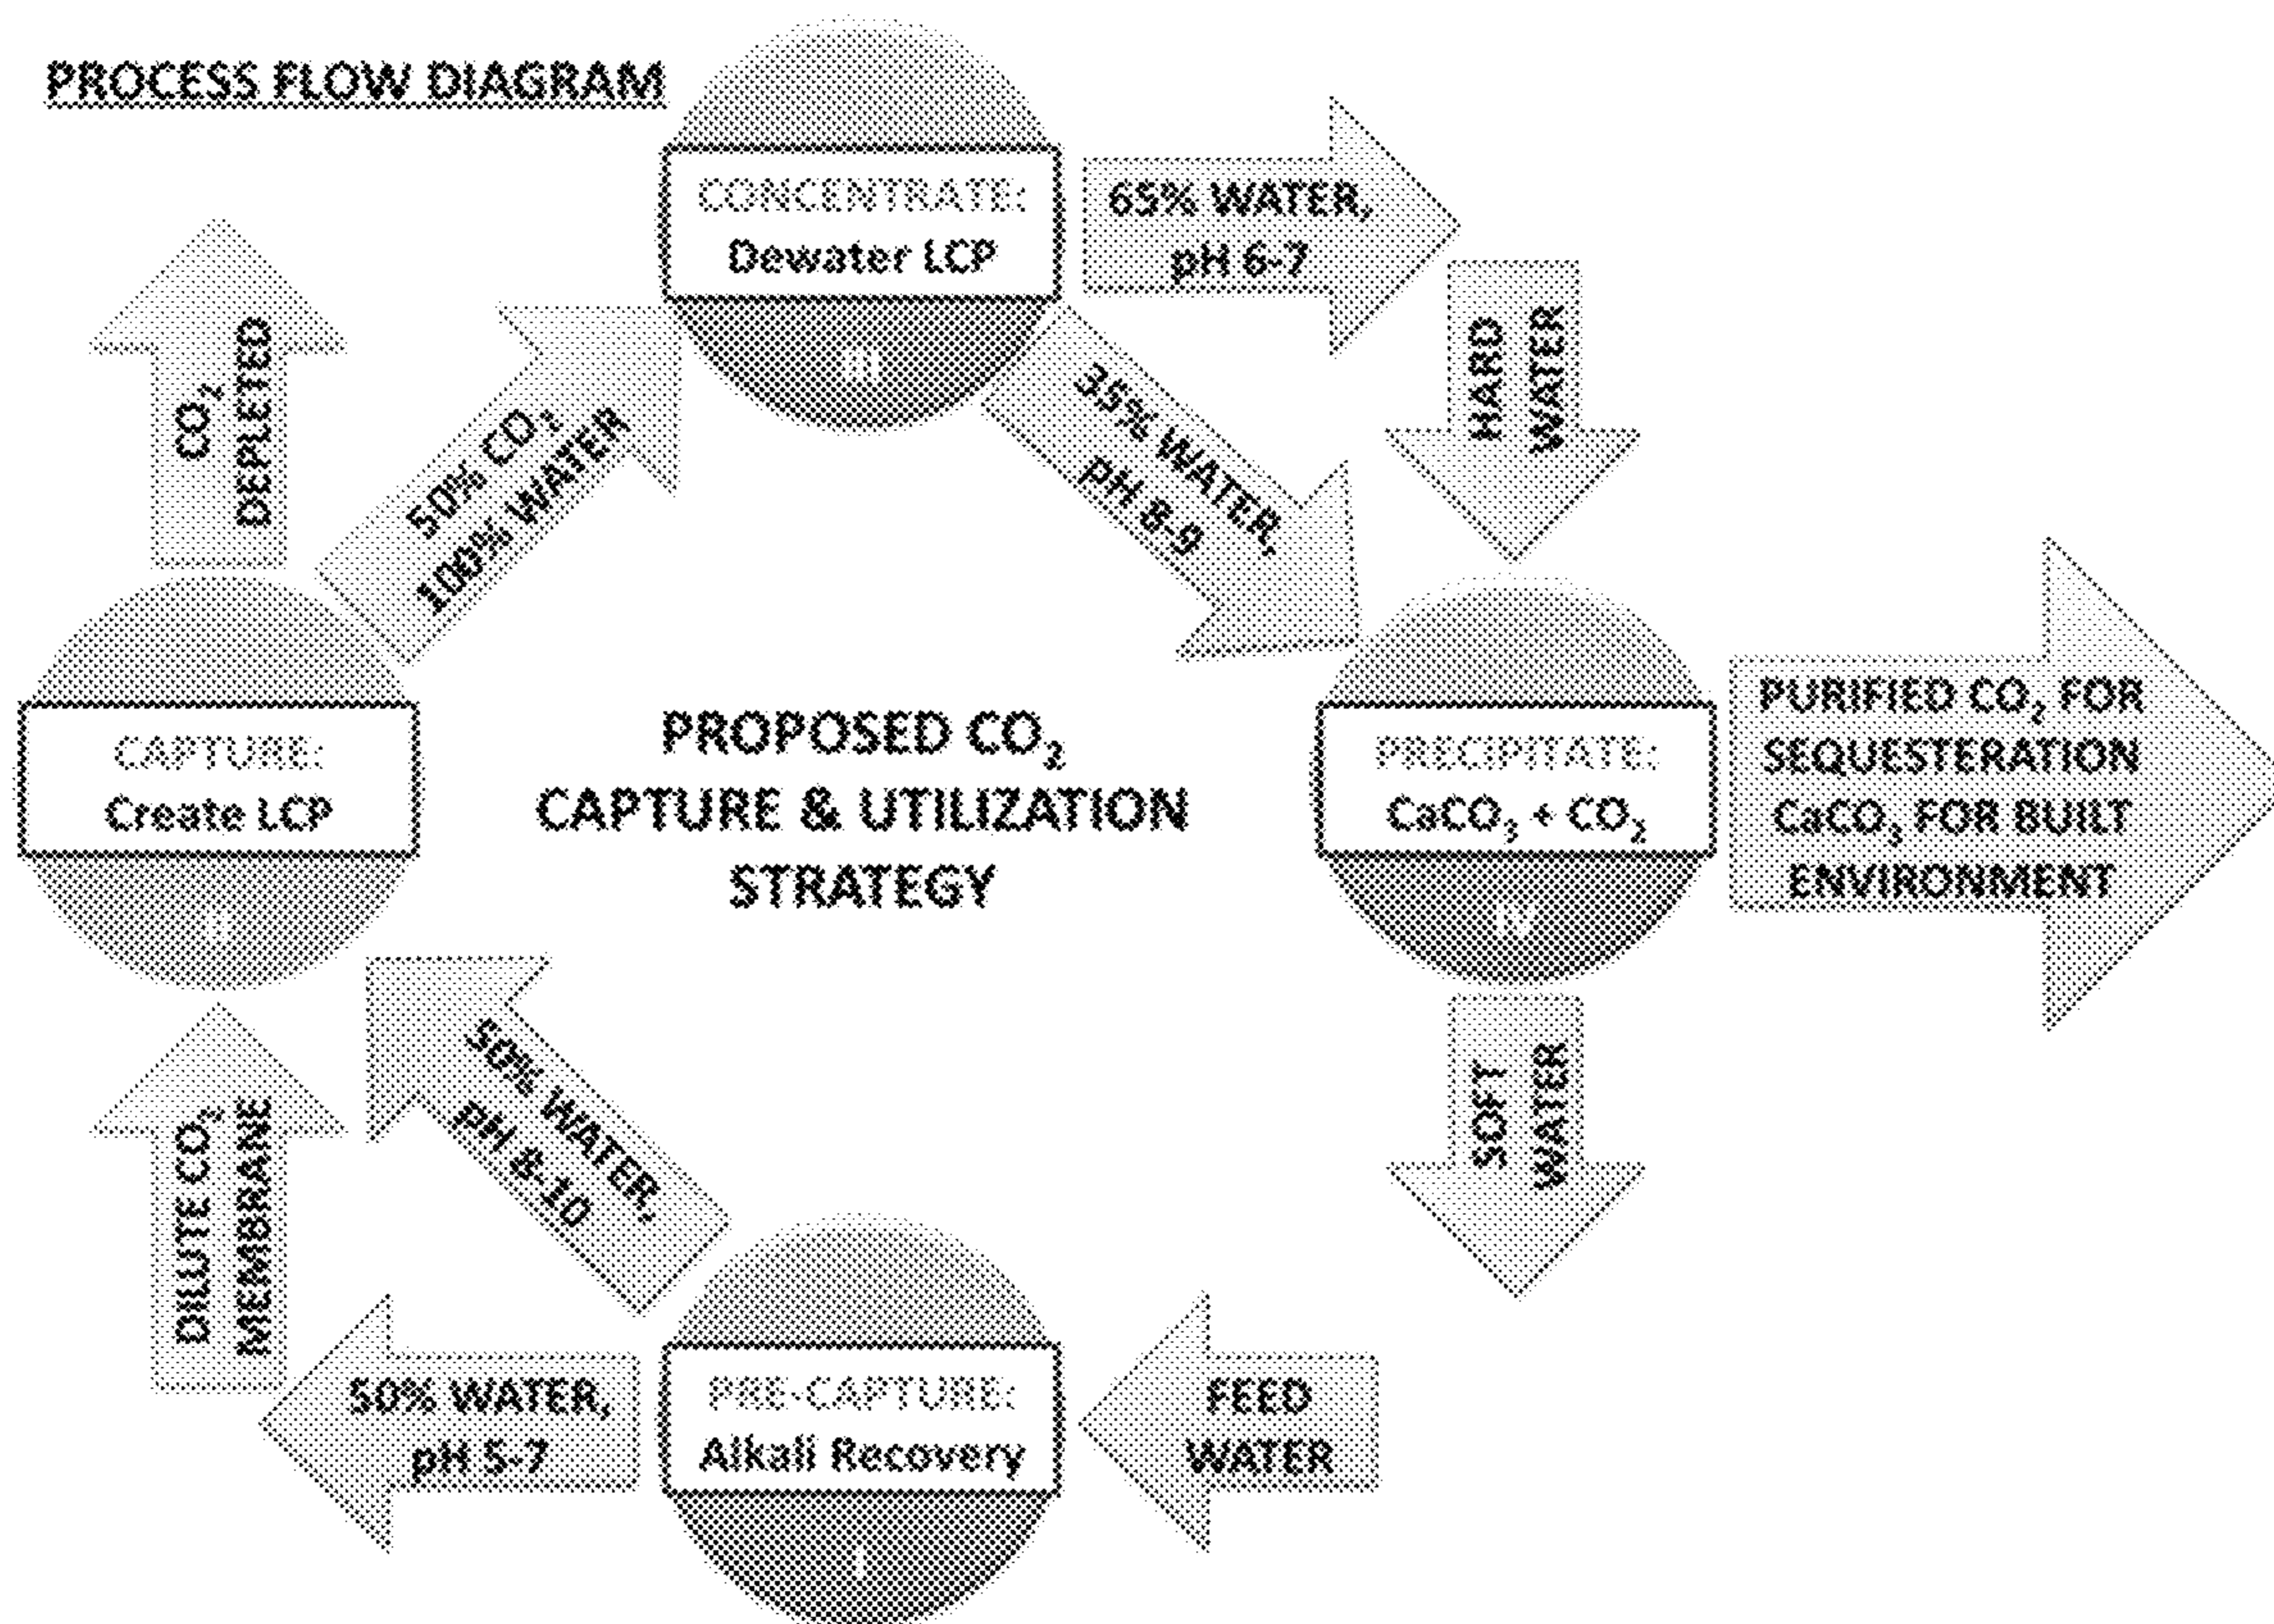 PROCESS FLOW DIAGRAM
CONCENTRATE:
Dewater LCP
III
65% WATER,
pH 6-7
HARD
WATER
35% WATER,
pH 8-9
50% CO₂
100% WATER
CO₂
DEPLETED
CAPTURE:
Create LCP
II
PROPOSED CO₂
CAPTURE & UTILIZATION
STRATEGY
PRECIPITATE:
CaCO₃ + CO₂
IV
PURIFIED CO₂ FOR
SEQUESTERATION
CaCO₃ FOR BUILT
ENVIRONMENT
SOFT
WATER
DILUTE CO₂
MEMBRANE
50% WATER,
pH 8-10
50% WATER,
pH 5-7
PRE-CAPTURE:
Alkali Recovery
I
FEED
WATER